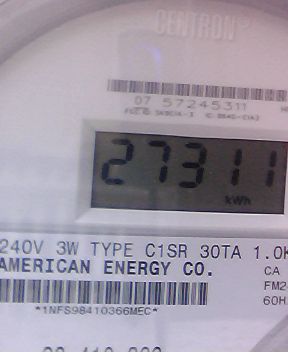 CENTRON®
07 57245311
27311
kWh
240V 3W TYPE C1SR 30TA 1.0K
AMERICAN ENERGY CO.
CA
FM2
60H
*1NFS98410366MEC*